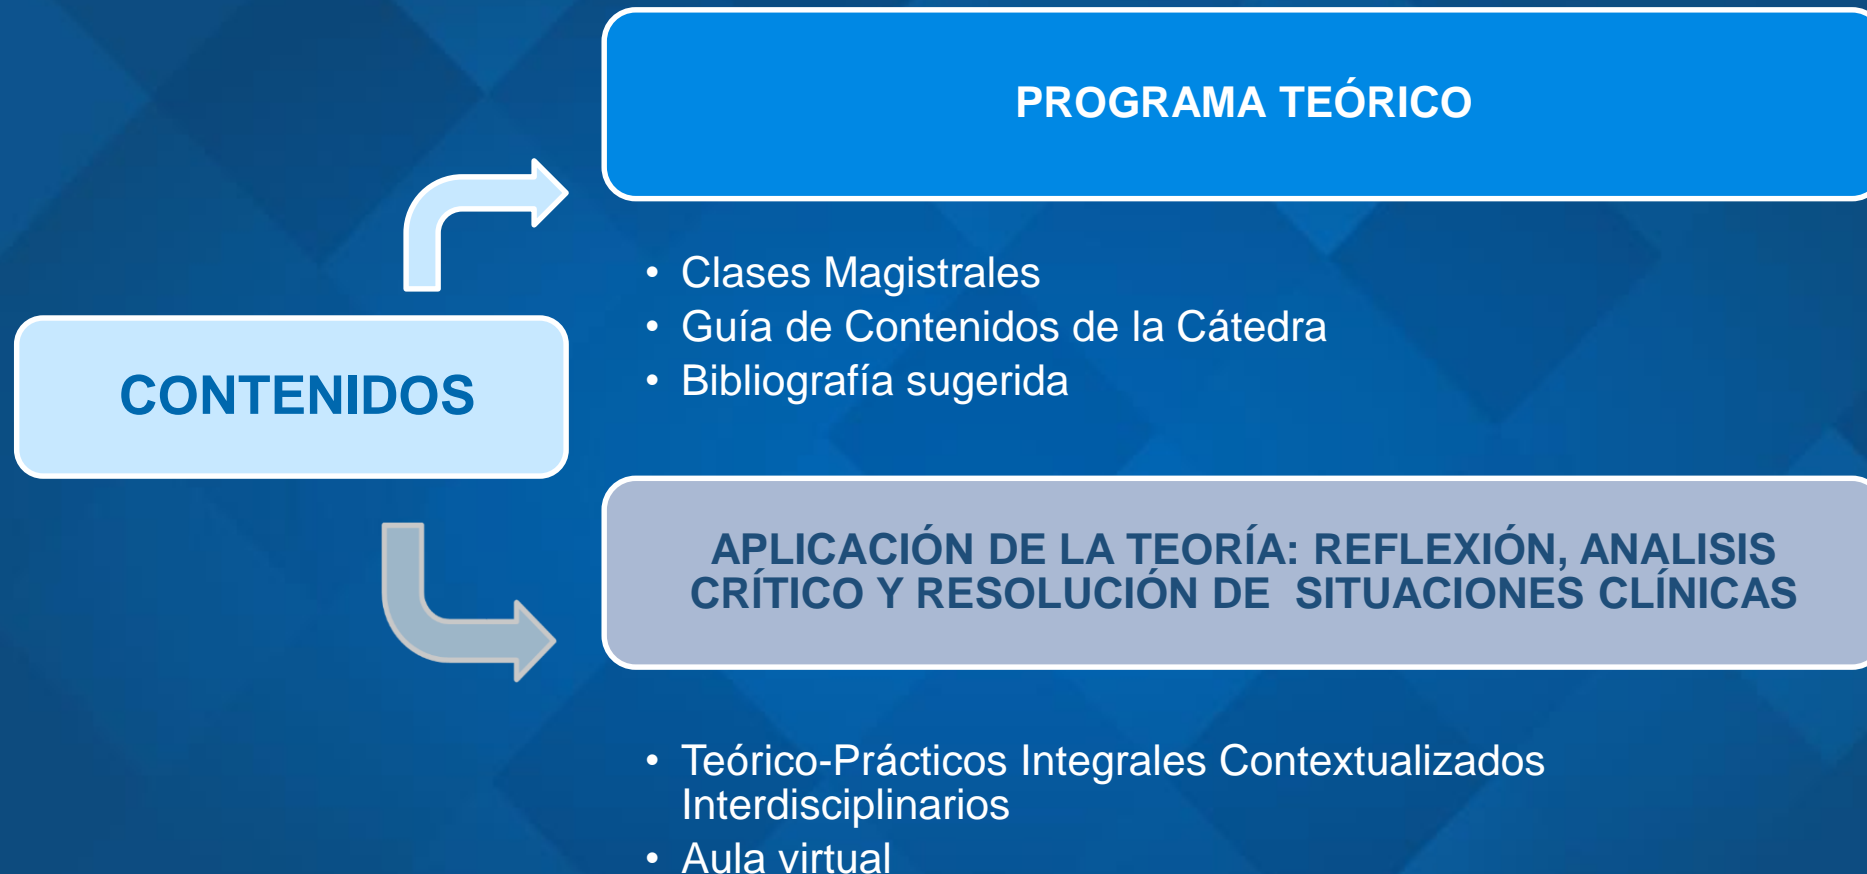 PROGRAMA TEÓRICO
• Clases Magistrales
• Guía de Contenidos de la Cátedra
• Bibliografía sugerida
CONTENIDOS
APLICACIÓN DE LA TEORÍA: REFLEXIÓN, ANALISIS
CRÍTICO Y RESOLUCIÓN DE SITUACIONES CLÍNICAS
• Teórico-Prácticos Integrales Contextualizados
Interdisciplinarios
• Aula virtual